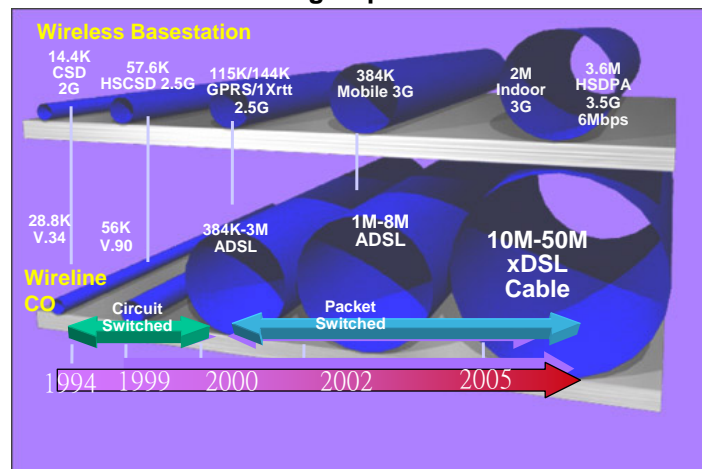 Wireless Basestation
14.4K
CSD
2G
57.6K
HSCSD 2.5G
115K/144K
GPRS/1Xrtt
2.5G
384K
Mobile 3G
2M
Indoor
3G
3.6M
HSDPA
3.5G
6Mbps
28.8K
V.34
56K
V.90
384K-3M
ADSL
1M-8M
ADSL
10M-50M
xDSL
Cable
Wireline
CO
Circuit
Switched
Packet
Switched
1994
1999
2000
2002
2005